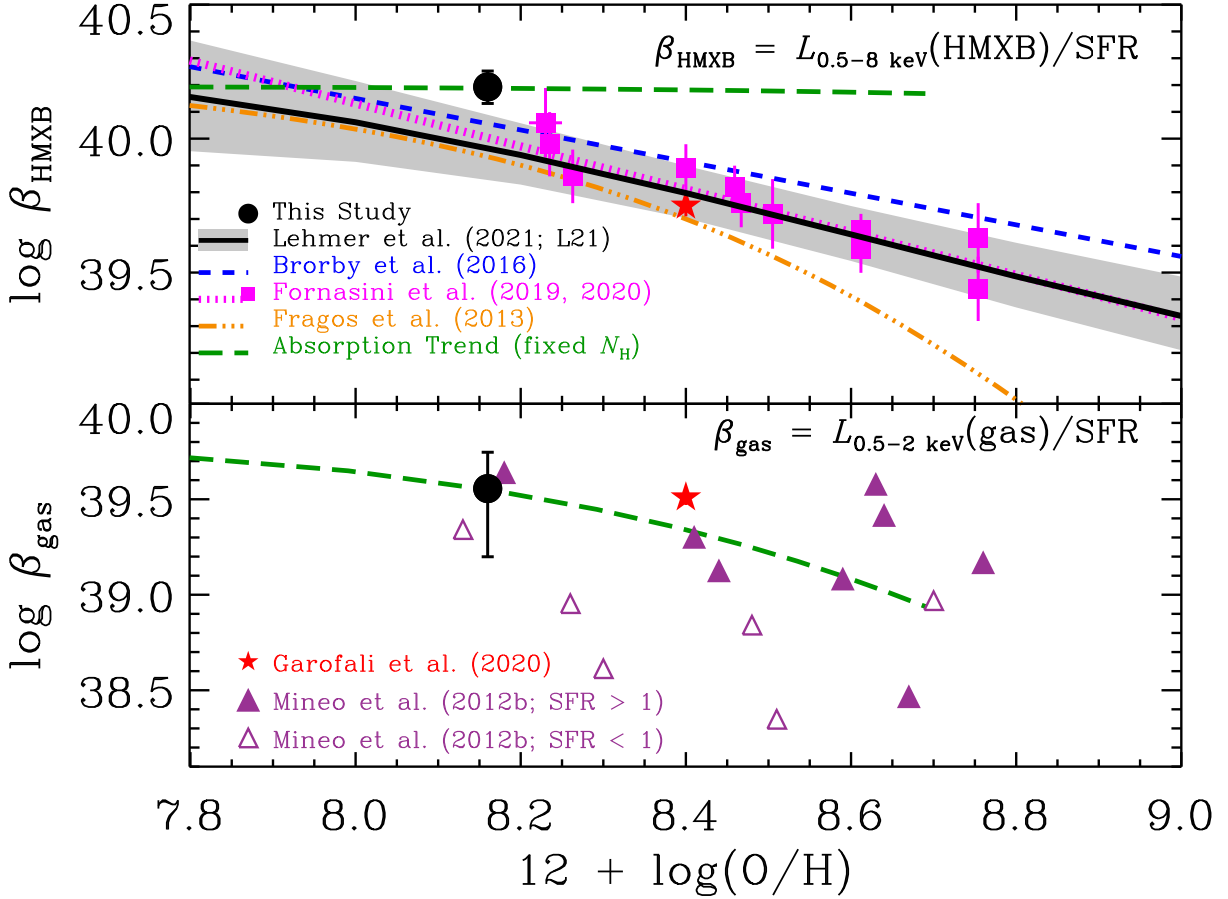 40.5
β_HMXB = L_0.5−8 keV(HMXB)/SFR
40.0
log β_HMXB
39.5
This Study
Lehmer et al. (2021; L21)
Brorby et al. (2016)
Fornasini et al. (2019, 2020)
Fragos et al. (2013)
Absorption Trend (fixed N_H)
40.0
β_gas = L_0.5−2 keV(gas)/SFR
39.5
log β_gas
39.0
38.5
Garofali et al. (2020)
Mineo et al. (2012b; SFR > 1)
Mineo et al. (2012b; SFR < 1)
7.8 8.0 8.2 8.4 8.6 8.8 9.0
12 + log(O/H)